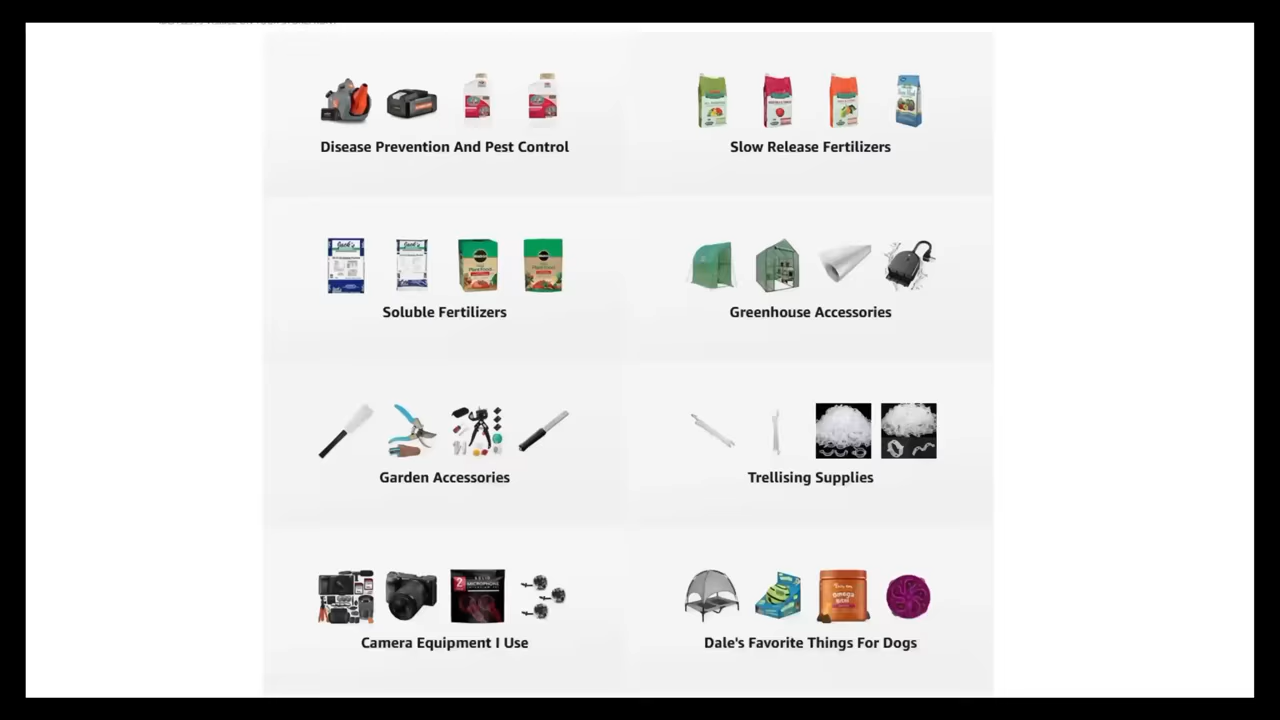 Disease Prevention And Pest Control
Slow Release Fertilizers
Soluble Fertilizers
Greenhouse Accessories
Garden Accessories
Trellising Supplies
Camera Equipment I Use
Dale's Favorite Things For Dogs